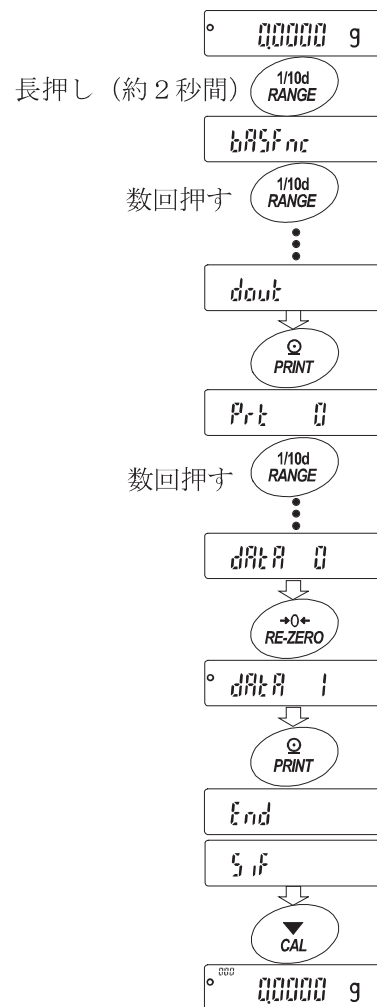 0.0000 g
長押し（約2秒間）
1/10d
RANGE
bASFnc
数回押す
1/10d
RANGE
dout
PRINT
Prt 0
数回押す
1/10d
RANGE
dAtA 0
→0←
RE-ZERO
dAtA 1
PRINT
End
SiF
CAL
000
0.0000 g